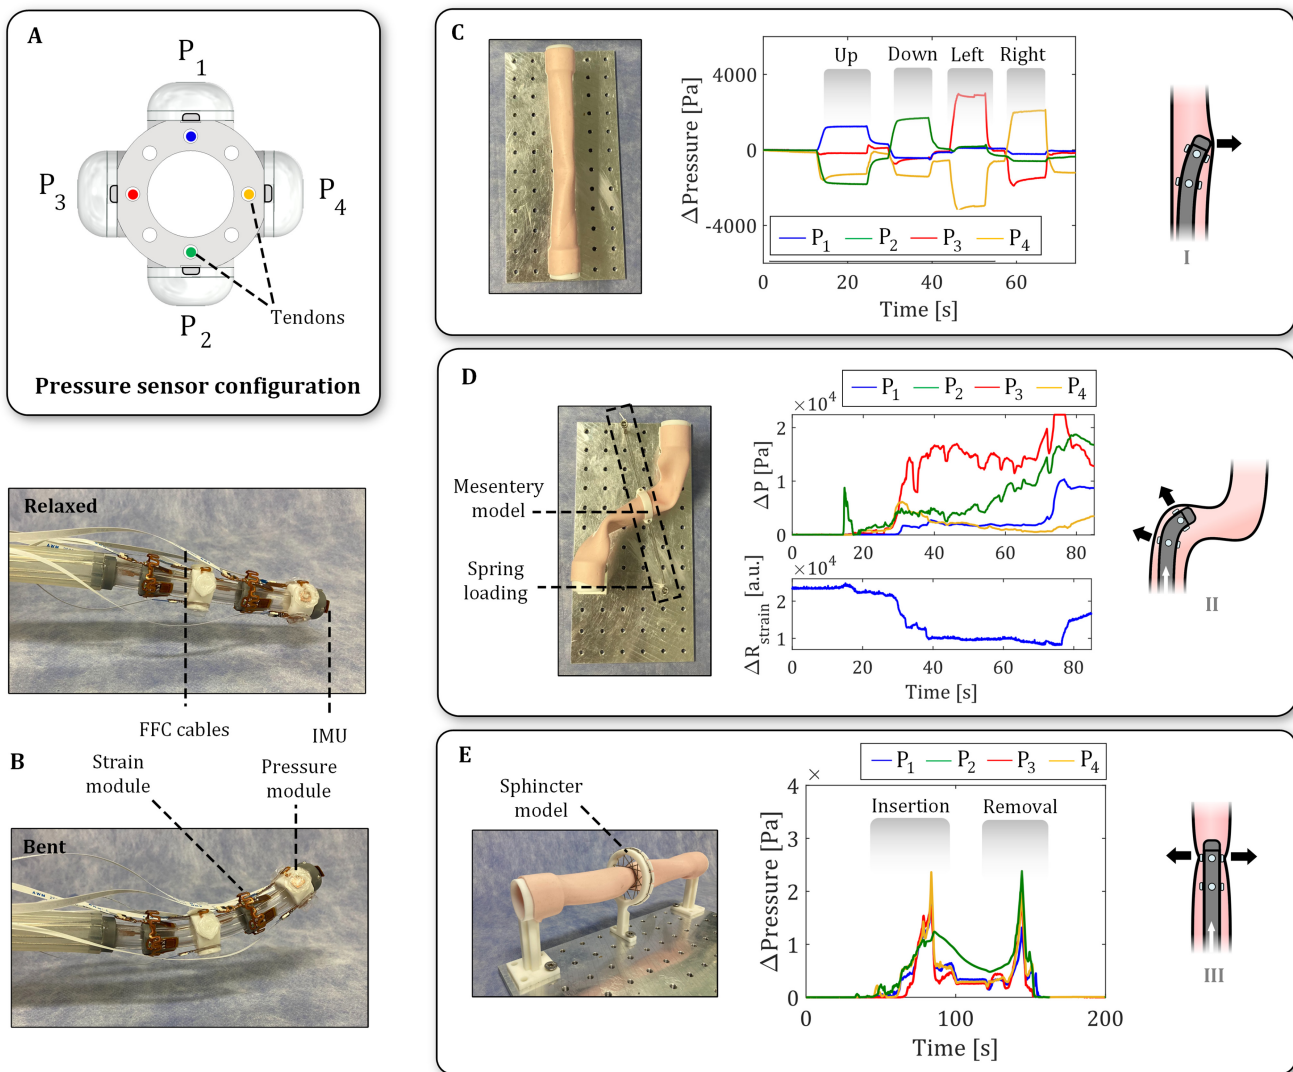 A
P1
P3
P4
P2
Tendons
Pressure sensor configuration
Relaxed
FFC cables
IMU
B
Strain
module
Pressure
module
Bent
C
Up
Down
Left
Right
ΔPressure [Pa]
4000
0
-4000
P1
P2
P3
P4
0
20
40
60
Time [s]
I
D
Mesentery
model
Spring
loading
P1
P2
P3
P4
×10^4
ΔP [Pa]
2
1
0
0
20
40
60
80
×10^4
ΔRstrain [a.u.]
2
1
0
20
40
60
80
Time [s]
II
E
Sphincter
model
P1
P2
P3
P4
×
Insertion
Removal
ΔPressure [Pa]
4
3
2
1
0
0
100
200
Time [s]
III